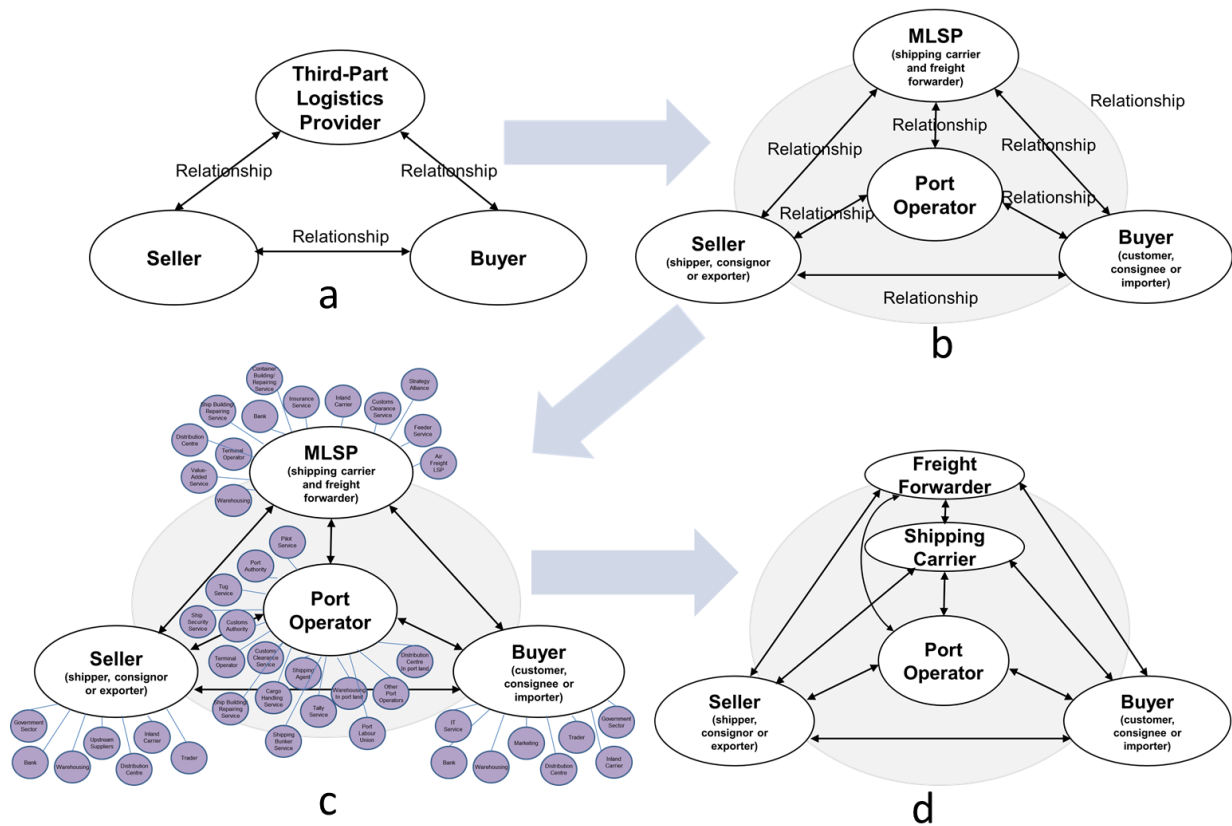 Third-Part
Logistics
Provider
Relationship
Relationship
Relationship
Seller
Buyer
a
MLSP
(shipping carrier
and freight
forwarder)
Relationship
Relationship
Relationship
Relationship
Port
Operator
Relationship
Relationship
Seller
(shipper, consignor
or exporter)
Buyer
(customer,
consignee or
importer)
Relationship
b
Container
Building/
Repairing
Service
Strategy
Alliance
Ship Building/
Repairing
Service
Bank
Insurance
Service
Inland
Carrier
Customs
Clearance
Service
Distribution
Centre
Terminal
Operator
Feeder
Service
Value-
Added
Service
Warehousing
Air
Freight
LSP
MLSP
(shipping carrier
and freight
forwarder)
Pilot
Service
Port
Authority
Tug
Service
Ship
Security
Service
Customs
Authority
Port
Operator
Terminal
Operator
Customy
Clearance
Service
Shipping
Agent
Distribution
Centre
In port land
Ship Building/
Repairing
Service
Cargo
Handling
Service
Tally
Service
Warehousing
In port land
Other
Port
Operators
Shipping
Bunker
Service
Port
Labour
Union
Seller
(shipper, consignor
or exporter)
Government
Sector
Bank
Warehousing
Upstream
Suppliers
Distribution
Centre
Inland
Carrier
Trader
Buyer
(customer,
consignee or
importer)
IT
Service
Bank
Warehousing
Marketing
Distribution
Centre
Trader
Government
Sector
Inland
Carrier
c
Freight
Forwarder
Shipping
Carrier
Port
Operator
Seller
(shipper,
consignor or
exporter)
Buyer
(customer,
consignee or
importer)
d